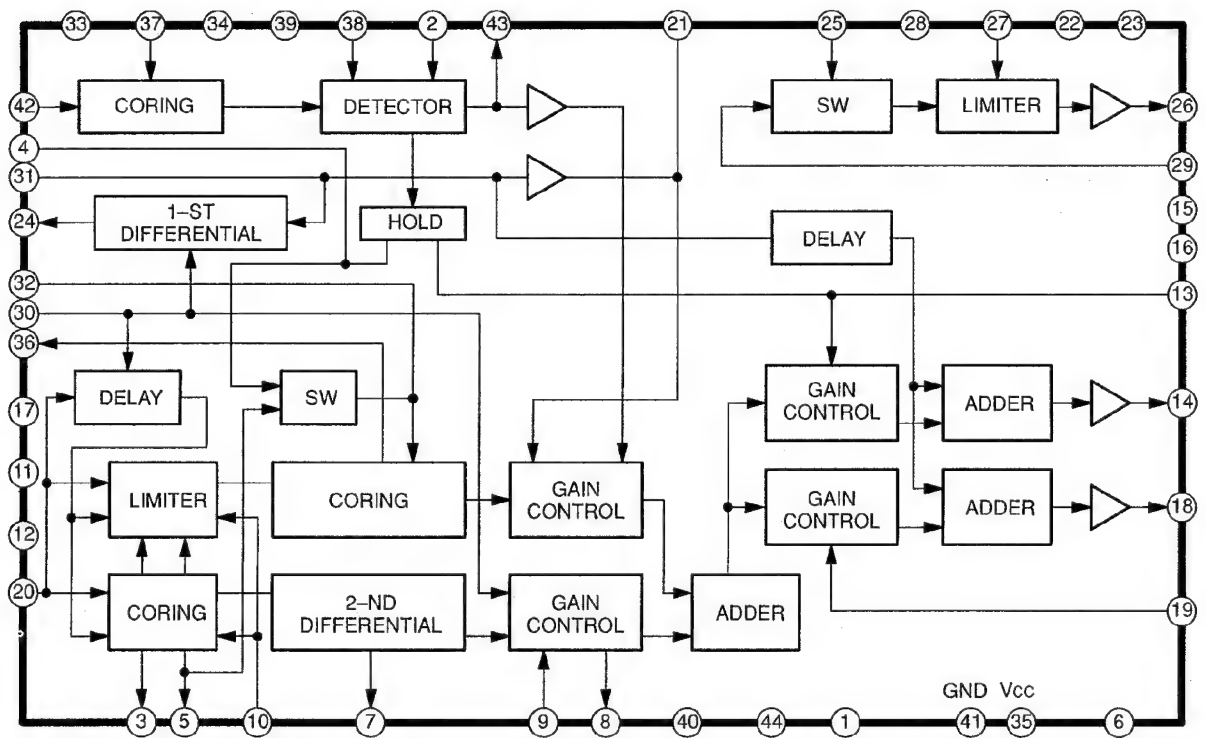 33 37 34 39 38 2 43 21 25 28 27 22 23
42 CORING DETECTOR SW LIMITER 26
4
31 29
24 1–ST
DIFFERENTIAL HOLD DELAY 15
16
32 13
30
36
DELAY SW GAIN
CONTROL ADDER 14
17
11 LIMITER CORING GAIN
CONTROL GAIN
CONTROL ADDER 18
12
20 CORING 2–ND
DIFFERENTIAL GAIN
CONTROL ADDER 19
GND Vcc
3 5 10 7 9 8 40 44 1 41 35 6